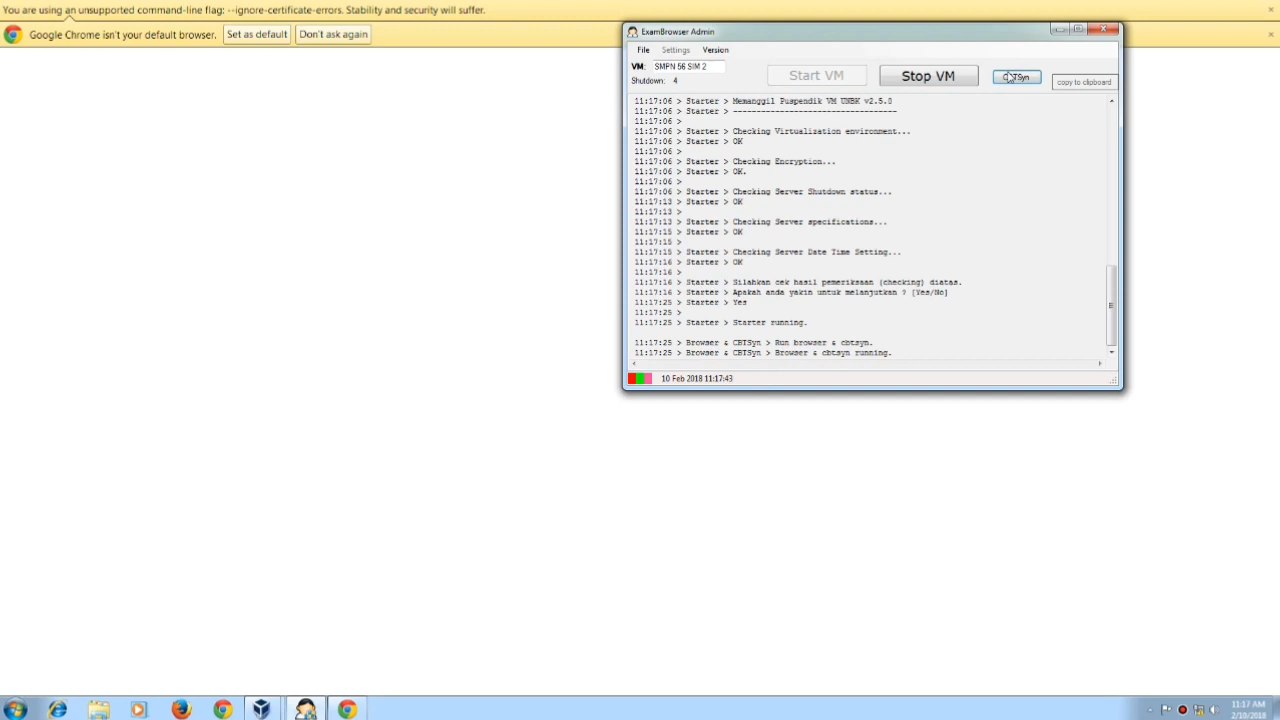 You are using an unsupported command-line flag: --ignore-certificate-errors. Stability and security will suffer.
Google Chrome isn't your default browser. Set as default Don't ask again
ExamBrowser Admin
File Settings Version
VM: SMPN 56 SIM 2
Shutdown: 4
Start VM Stop VM CBTSyn copy to clipboard
11:17:06 > Starter > Memanggil Puspendik VM UNBK v2.5.0
11:17:06 > Starter > -----------------------------------
11:17:06 >
11:17:06 > Starter > Checking Virtualization environment...
11:17:06 > Starter > OK
11:17:06 >
11:17:06 > Starter > Checking Encryption...
11:17:06 > Starter > OK.
11:17:06 >
11:17:06 > Starter > Checking Server Shutdown status...
11:17:13 > Starter > OK
11:17:13 >
11:17:13 > Starter > Checking Server specifications...
11:17:15 > Starter > OK
11:17:15 >
11:17:15 > Starter > Checking Server Date Time Setting...
11:17:16 > Starter > OK
11:17:16 >
11:17:16 > Starter > Silahkan cek hasil pemeriksaan (checking) diatas.
11:17:16 > Starter > Apakah anda yakin untuk melanjutkan ? [Yes/No]
11:17:25 > Starter > Yes
11:17:25 >
11:17:25 > Starter > Starter running.
11:17:25 > Browser & CBTSyn > Run browser & cbtsyn.
11:17:25 > Browser & CBTSyn > Browser & cbtsyn running.
10 Feb 2018 11:17:43
11:17 AM
2/10/2018